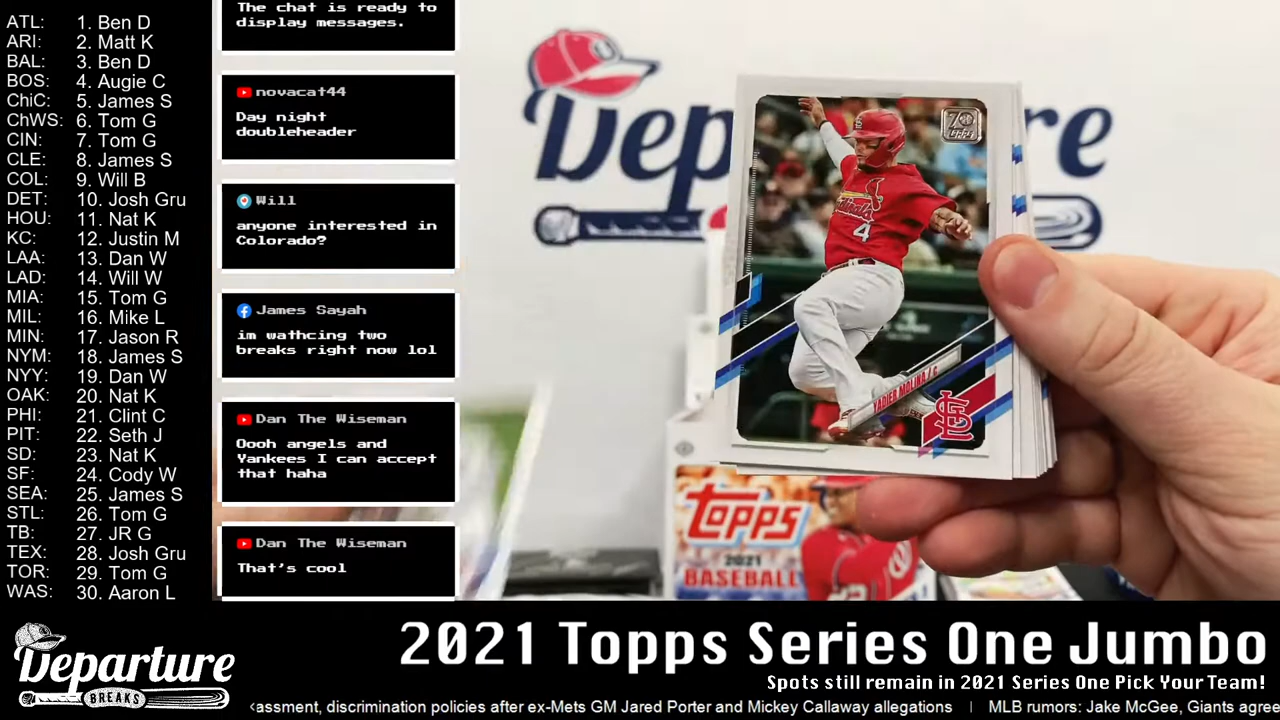 ATL: 1. Ben D
ARI: 2. Matt K
BAL: 3. Ben D
BOS: 4. Augie C
ChiC: 5. James S
ChWS: 6. Tom G
CIN: 7. Tom G
CLE: 8. James S
COL: 9. Will B
DET: 10. Josh Gru
HOU: 11. Nat K
KC: 12. Justin M
LAA: 13. Dan W
LAD: 14. Will W
MIA: 15. Tom G
MIL: 16. Mike L
MIN: 17. Jason R
NYM: 18. James S
NYY: 19. Dan W
OAK: 20. Nat K
PHI: 21. Clint C
PIT: 22. Seth J
SD: 23. Nat K
SF: 24. Cody W
SEA: 25. James S
STL: 26. Tom G
TB: 27. JR G
TEX: 28. Josh Gru
TOR: 29. Tom G
WAS: 30. Aaron L
The chat is ready to
display messages.
novacat44
Day night
doubleheader
Will
anyone interested in
Colorado?
James Sayah
im wathcing two
breaks right now lol
Dan The Wiseman
Oooh angels and
Yankees I can accept
that haha
Dan The Wiseman
That's cool
Depa re
70
TOPPS
Cardinals
4
YADIER MOLINA / C
STL
Topps
2021
BASEBALL
Departure
BREAKS
2021 Topps Series One Jumbo
Spots still remain in 2021 Series One Pick Your Team!
assment, discrimination policies after ex-Mets GM Jared Porter and Mickey Callaway allegations | MLB rumors: Jake McGee, Giants agree